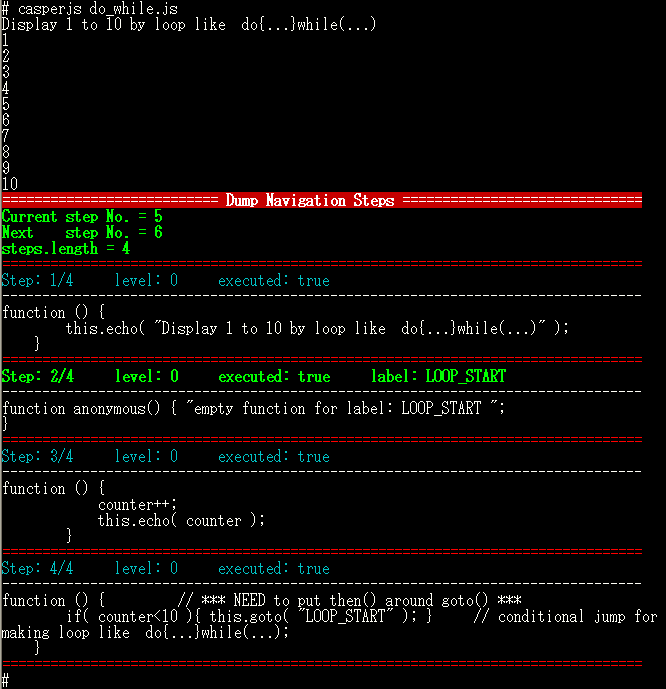 # casperjs do_while.js
Display 1 to 10 by loop like  do{...}while(...)
1
2
3
4
5
6
7
8
9
10
=========================== Dump Navigation Steps ==============================
Current step No. = 5
Next    step No. = 6
steps.length = 4
================================================================================
Step: 1/4     level: 0     executed: true
--------------------------------------------------------------------------------
function () {
        this.echo( "Display 1 to 10 by loop like  do{...}while(...)" );
    }
================================================================================
Step: 2/4     level: 0     executed: true     label: LOOP_START
--------------------------------------------------------------------------------
function anonymous() { "empty function for label: LOOP_START ";
}
================================================================================
Step: 3/4     level: 0     executed: true
--------------------------------------------------------------------------------
function () {
            counter++;
            this.echo( counter );
        }
================================================================================
Step: 4/4     level: 0     executed: true
--------------------------------------------------------------------------------
function () {         // *** NEED to put then() around goto() ***
        if( counter<10 ){ this.goto( "LOOP_START" ); }     // conditional jump for
making loop like  do{...}while(...);
    }
================================================================================
#